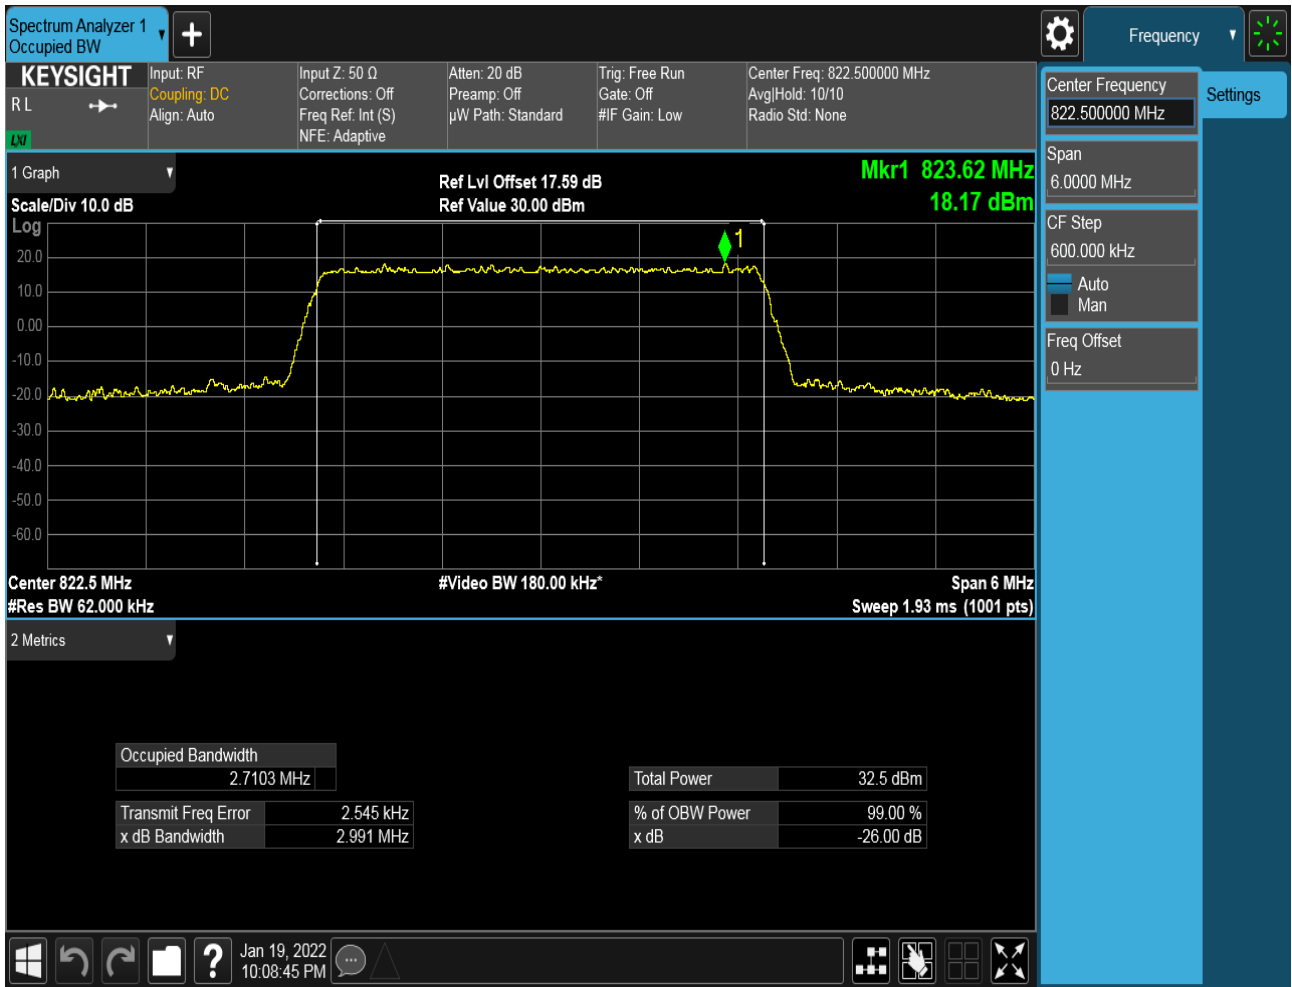 Spectrum Analyzer 1
Occupied BW
Frequency
KEYSIGHT
R L
LXI
Input: RF
Coupling: DC
Align: Auto
Input Z: 50 Ω
Corrections: Off
Freq Ref: Int (S)
NFE: Adaptive
Atten: 20 dB
Preamp: Off
µW Path: Standard
Trig: Free Run
Gate: Off
#IF Gain: Low
Center Freq: 822.500000 MHz
Avg|Hold: 10/10
Radio Std: None
Center Frequency
822.500000 MHz
Settings
Span
6.0000 MHz
CF Step
600.000 kHz
Auto
Man
Freq Offset
0 Hz
1 Graph
Scale/Div 10.0 dB
Ref Lvl Offset 17.59 dB
Ref Value 30.00 dBm
Mkr1 823.62 MHz
18.17 dBm
Log
1
20.0
10.0
0.00
-10.0
-20.0
-30.0
-40.0
-50.0
-60.0
Center 822.5 MHz
#Video BW 180.00 kHz*
Span 6 MHz
#Res BW 62.000 kHz
Sweep 1.93 ms (1001 pts)
2 Metrics
Occupied Bandwidth
2.7103 MHz
Transmit Freq Error 2.545 kHz
x dB Bandwidth 2.991 MHz
Total Power 32.5 dBm
% of OBW Power 99.00 %
x dB -26.00 dB
?
Jan 19, 2022
10:08:45 PM